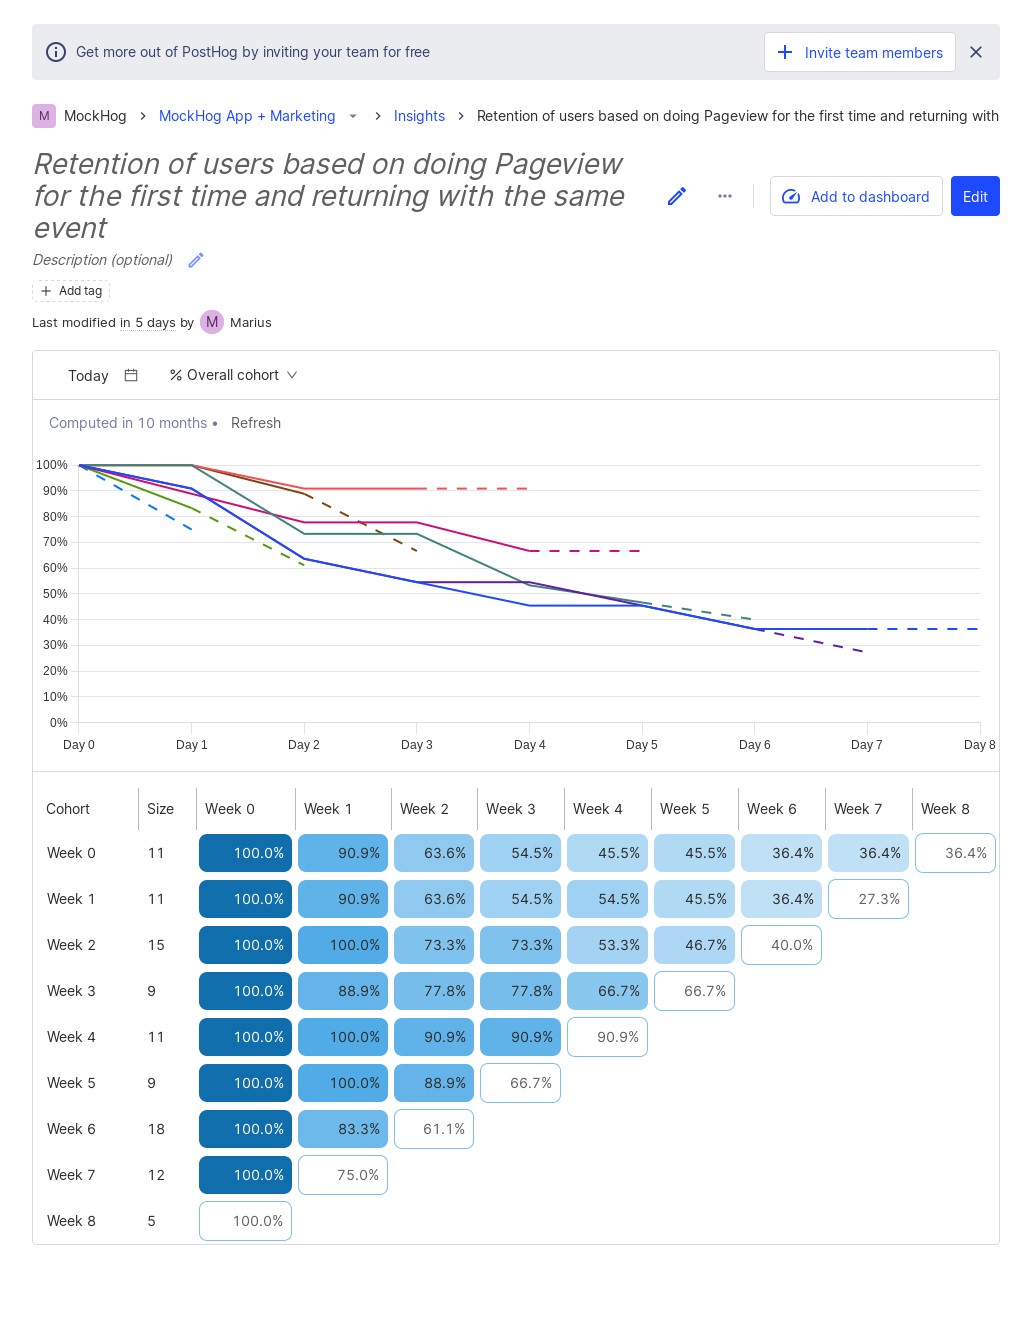 Get more out of PostHog by inviting your team for free
Invite team members
M MockHog MockHog App + Marketing Insights Retention of users based on doing Pageview for the first time and returning with
Retention of users based on doing Pageview
for the first time and returning with the same
event
Add to dashboard Edit
Description (optional)
Add tag
Last modified in 5 days by M Marius
Today % Overall cohort
Computed in 10 months • Refresh
100%
90%
80%
70%
60%
50%
40%
30%
20%
10%
0%
Day 0 Day 1 Day 2 Day 3 Day 4 Day 5 Day 6 Day 7 Day 8
Cohort Size Week 0 Week 1 Week 2 Week 3 Week 4 Week 5 Week 6 Week 7 Week 8
Week 0 11 100.0% 90.9% 63.6% 54.5% 45.5% 45.5% 36.4% 36.4% 36.4%
Week 1 11 100.0% 90.9% 63.6% 54.5% 54.5% 45.5% 36.4% 27.3%
Week 2 15 100.0% 100.0% 73.3% 73.3% 53.3% 46.7% 40.0%
Week 3 9 100.0% 88.9% 77.8% 77.8% 66.7% 66.7%
Week 4 11 100.0% 100.0% 90.9% 90.9% 90.9%
Week 5 9 100.0% 100.0% 88.9% 66.7%
Week 6 18 100.0% 83.3% 61.1%
Week 7 12 100.0% 75.0%
Week 8 5 100.0%